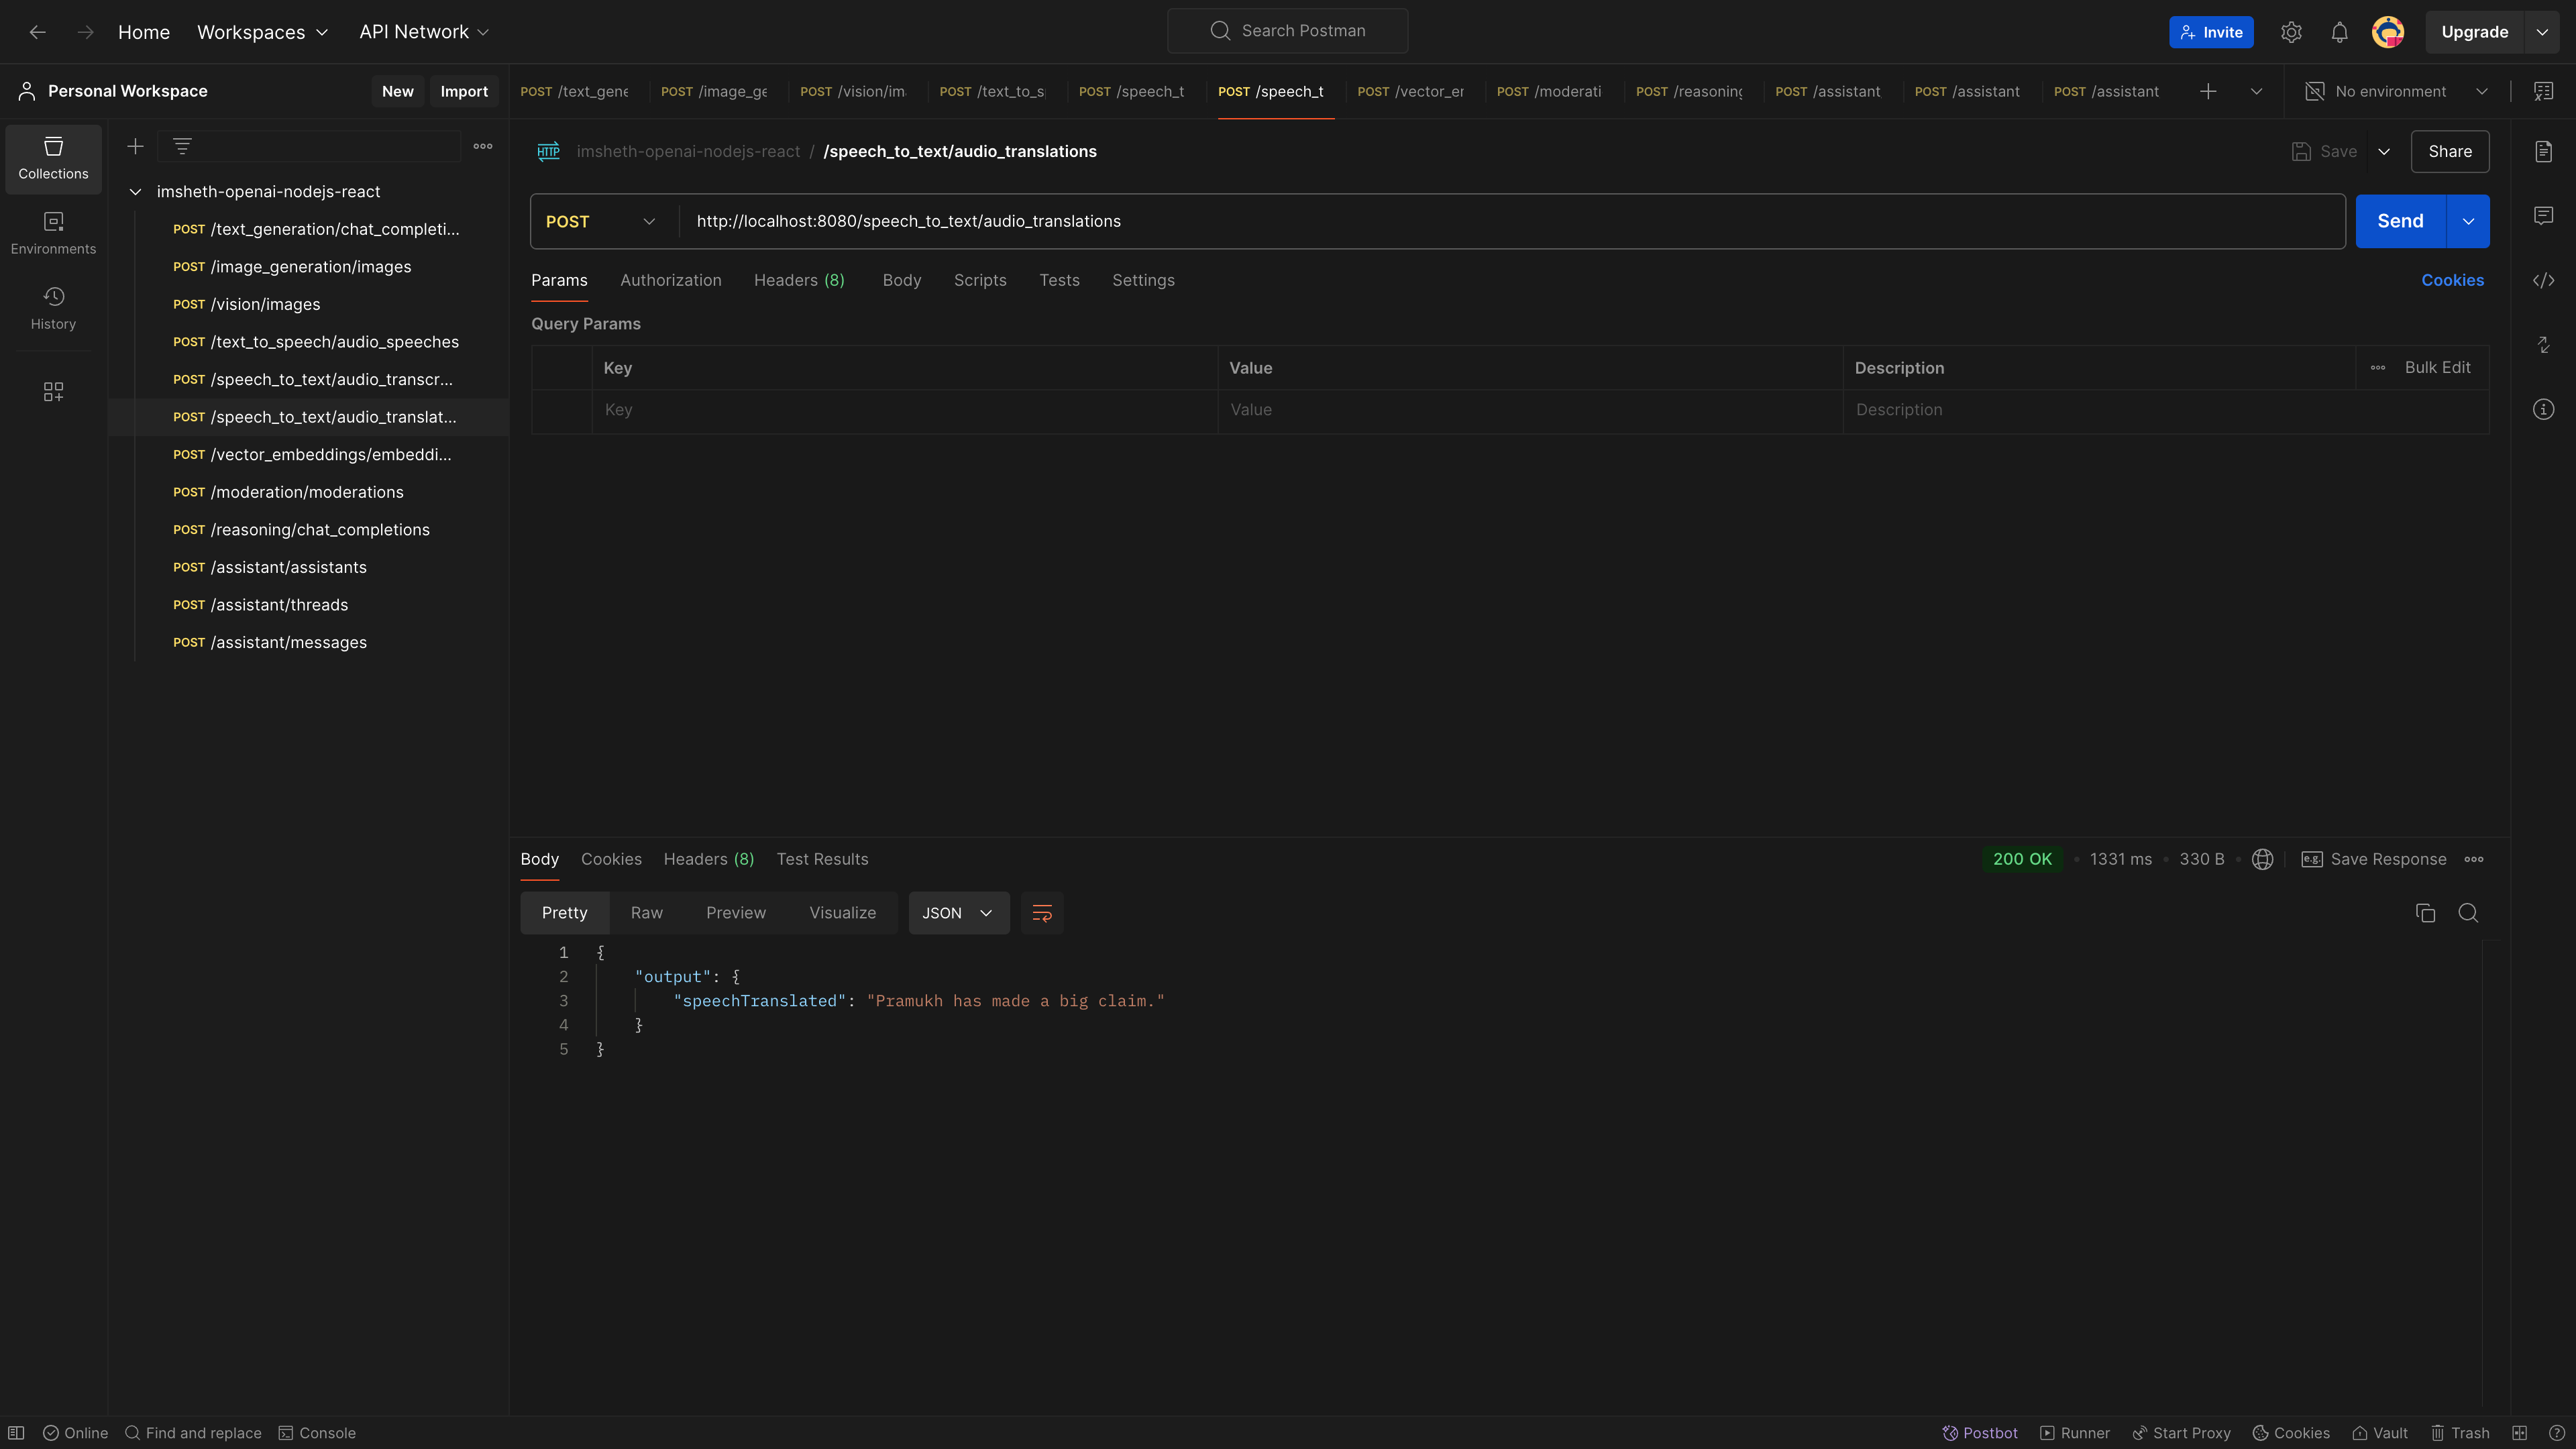 Home Workspaces API Network Search Postman Invite Upgrade
Personal Workspace New Import
POST /text_gene POST /image_ge POST /vision/im POST /text_to_s POST /speech_t POST /speech_t POST /vector_er POST /moderati POST /reasoning POST /assistant POST /assistant POST /assistant No environment
Collections
Environments
History
imsheth-openai-nodejs-react
POST /text_generation/chat_completi...
POST /image_generation/images
POST /vision/images
POST /text_to_speech/audio_speeches
POST /speech_to_text/audio_transcr...
POST /speech_to_text/audio_translat...
POST /vector_embeddings/embeddi...
POST /moderation/moderations
POST /reasoning/chat_completions
POST /assistant/assistants
POST /assistant/threads
POST /assistant/messages
HTTP imsheth-openai-nodejs-react / /speech_to_text/audio_translations Save Share
POST http://localhost:8080/speech_to_text/audio_translations Send
Params Authorization Headers (8) Body Scripts Tests Settings Cookies
Query Params
Key Value Description Bulk Edit
Key Value Description
Body Cookies Headers (8) Test Results 200 OK 1331 ms 330 B e.g. Save Response
Pretty Raw Preview Visualize JSON
1 {
2 "output": {
3 "speechTranslated": "Pramukh has made a big claim."
4 }
5 }
Online Find and replace Console Postbot Runner Start Proxy Cookies Vault Trash